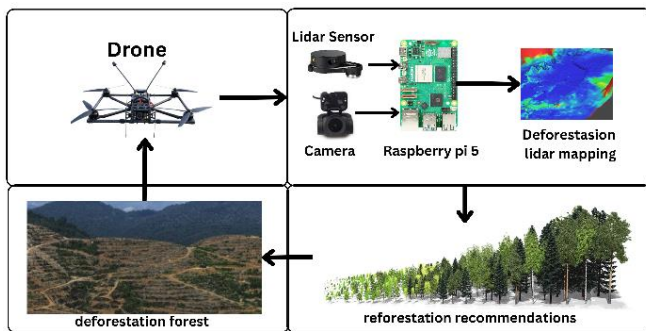 Drone
Lidar Sensor
Camera
Raspberry pi 5
Deforestasion
lidar mapping
deforestation forest
reforestation recommendations